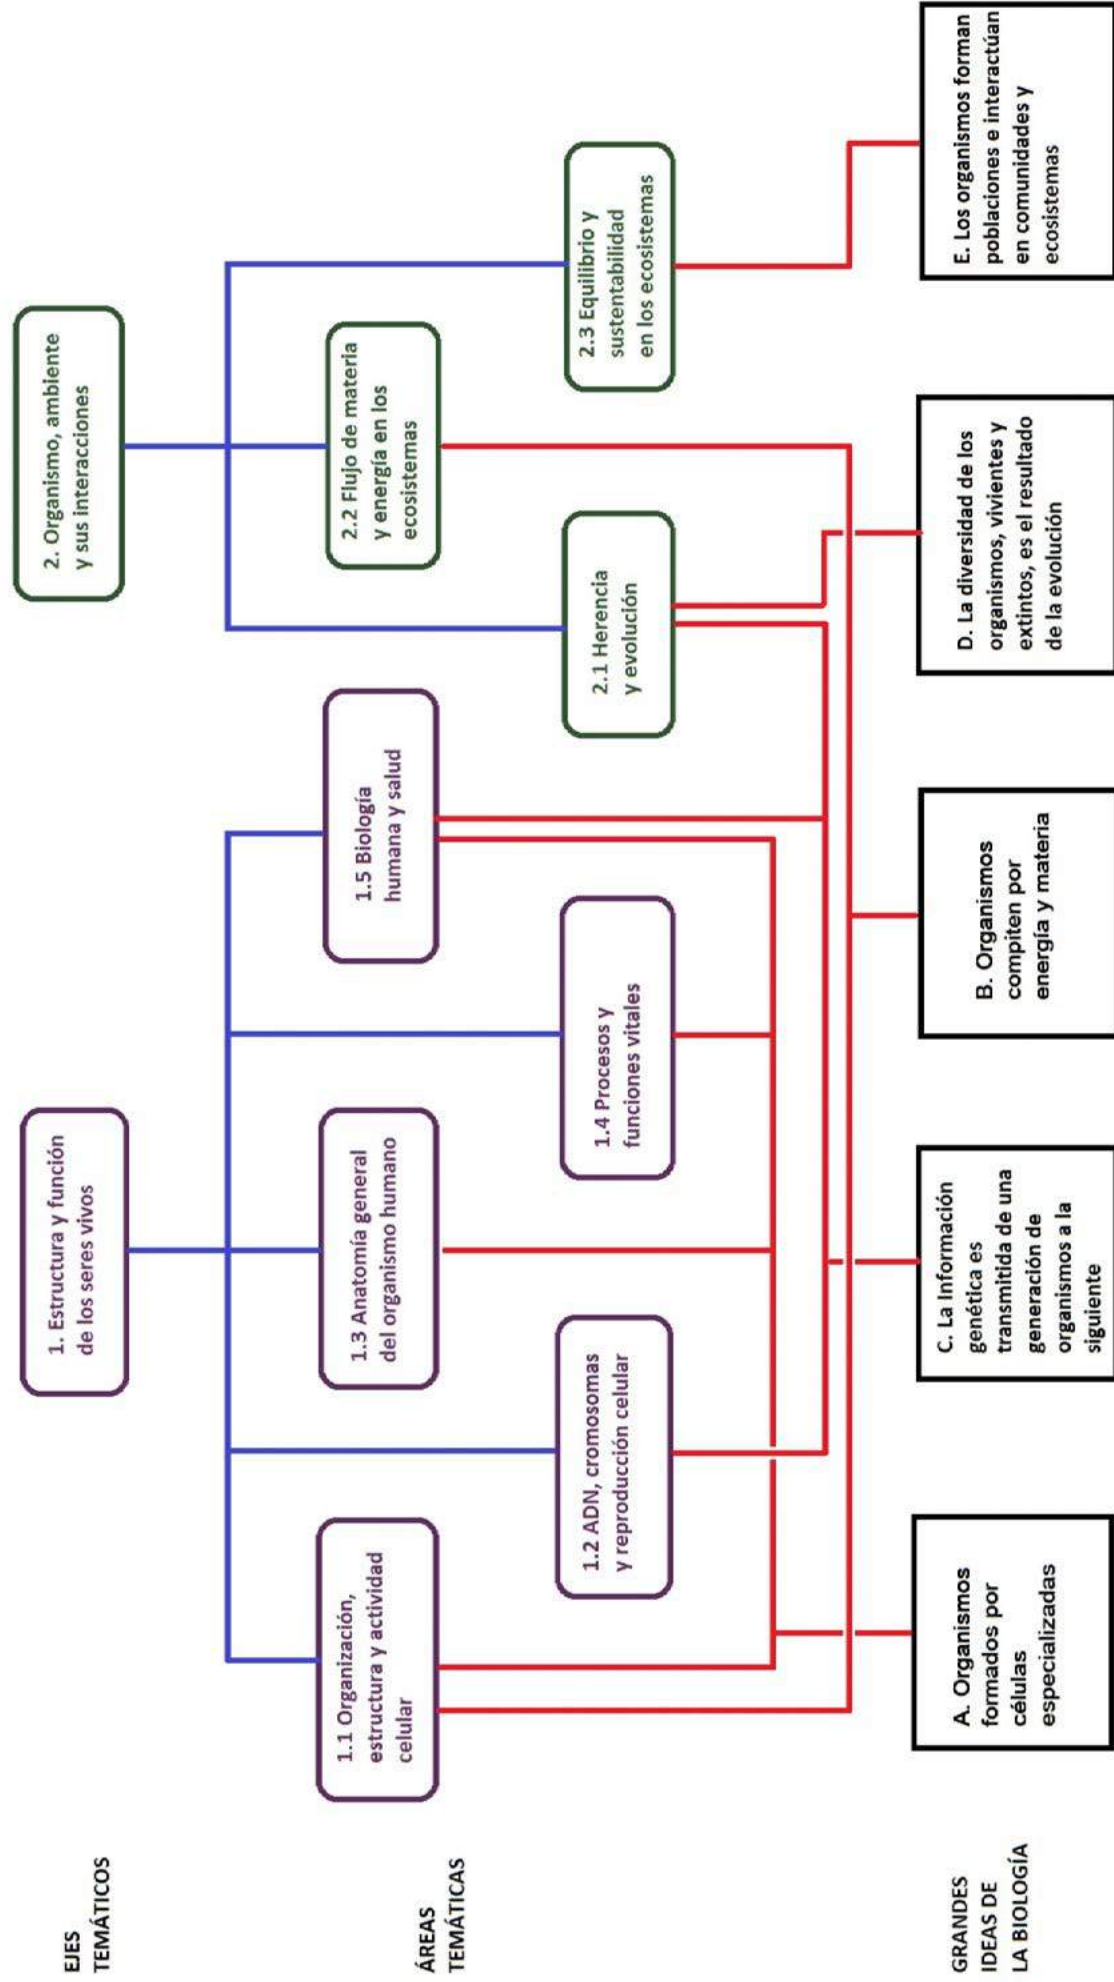 EJES
TEMÁTICOS
1. Estructura y función
de los seres vivos
2. Organismo, ambiente
y sus interacciones
ÁREAS
TEMÁTICAS
1.1 Organización,
estructura y actividad
celular
1.3 Anatomía general
del organismo humano
1.5 Biología
humana y salud
2.2 Flujo de materia
y energía en los
ecosistemas
1.2 ADN, cromosomas
y reproducción celular
1.4 Procesos y
funciones vitales
2.1 Herencia
y evolución
2.3 Equilibrio y
sustentabilidad
en los ecosistemas
GRANDES
IDEAS DE
LA BIOLOGÍA
A. Organismos
formados por
células
especializadas
C. La Información
genética es
transmitida de una
generación de
organismos a la
siguiente
B. Organismos
compiten por
energía y materia
D. La diversidad de los
organismos, vivientes y
extintos, es el resultado
de la evolución
E. Los organismos forman
poblaciones e interactúan
en comunidades y
ecosistemas